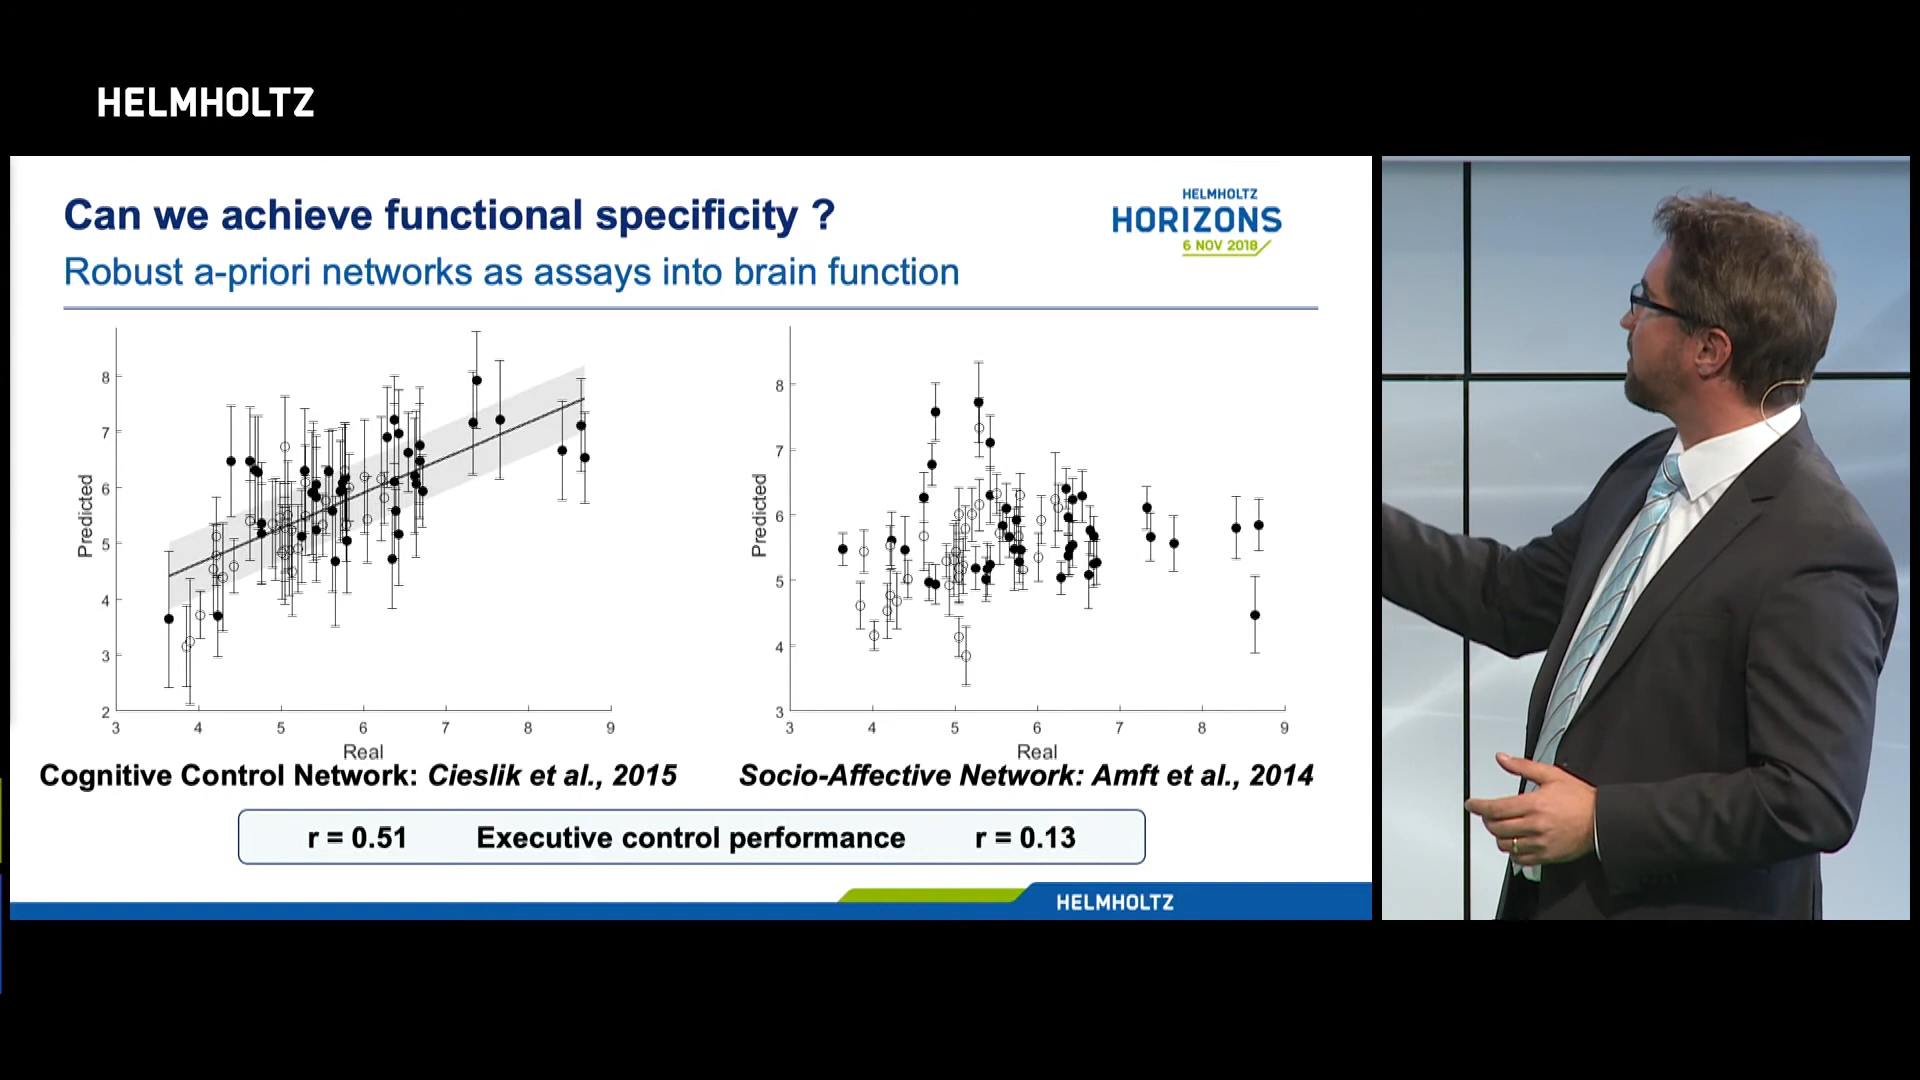 HELMHOLTZ
Can we achieve functional specificity ?
Robust a-priori networks as assays into brain function
HELMHOLTZ
HORIZONS
6 NOV 2018
8
7
6
5
4
3
2
3 4 5 6 7 8 9
Predicted
Real
8
7
6
5
4
3
3 4 5 6 7 8 9
Predicted
Real
Cognitive Control Network: Cieslik et al., 2015
Socio-Affective Network: Amft et al., 2014
r = 0.51 Executive control performance r = 0.13
HELMHOLTZ